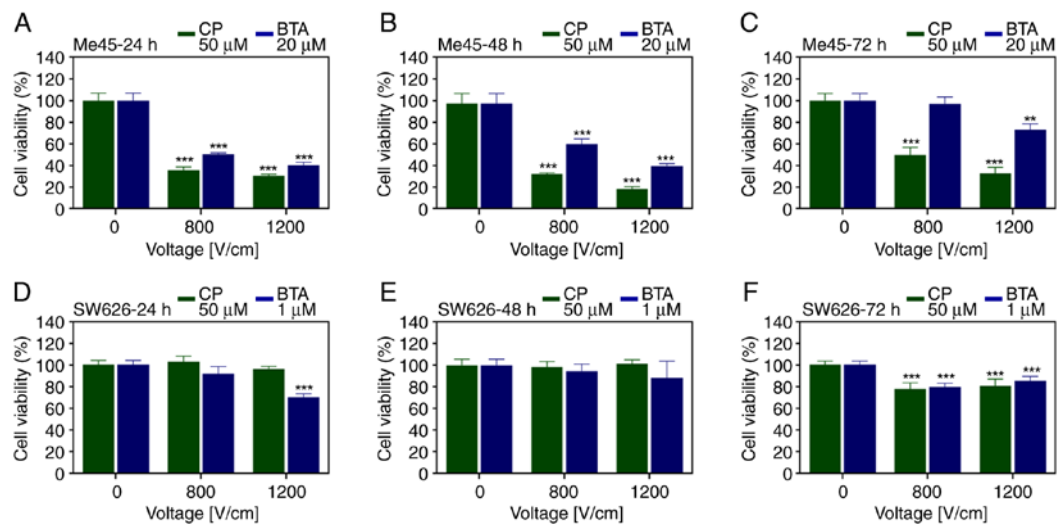 A
Me45-24 h
CP
50 µM
BTA
20 µM
Cell viability (%)
140
120
100
80
60
40
20
0
***
***
***
***
0
800
1200
Voltage [V/cm]
B
Me45-48 h
CP
50 µM
BTA
20 µM
Cell viability (%)
140
120
100
80
60
40
20
0
***
***
***
***
0
800
1200
Voltage [V/cm]
C
Me45-72 h
CP
50 µM
BTA
20 µM
Cell viability (%)
140
120
100
80
60
40
20
0
***
***
**
0
800
1200
Voltage [V/cm]
D
SW626-24 h
CP
50 µM
BTA
1 µM
Cell viability (%)
140
120
100
80
60
40
20
0
***
0
800
1200
Voltage [V/cm]
E
SW626-48 h
CP
50 µM
BTA
1 µM
Cell viability (%)
140
120
100
80
60
40
20
0
0
800
1200
Voltage [V/cm]
F
SW626-72 h
CP
50 µM
BTA
1 µM
Cell viability (%)
140
120
100
80
60
40
20
0
***
***
***
***
0
800
1200
Voltage [V/cm]